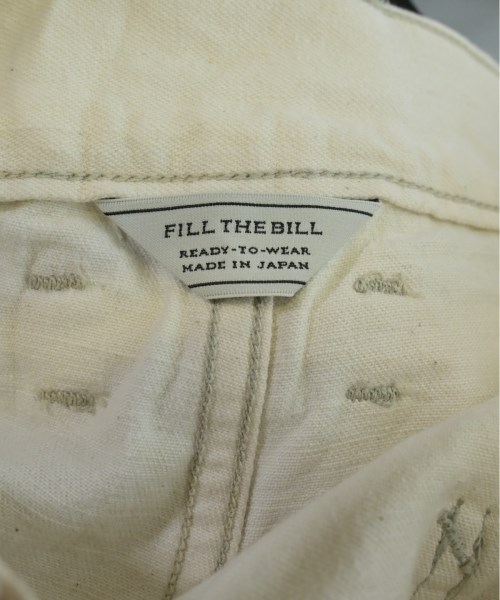 FILL THE BILL
READY-TO-WEAR
MADE IN JAPAN